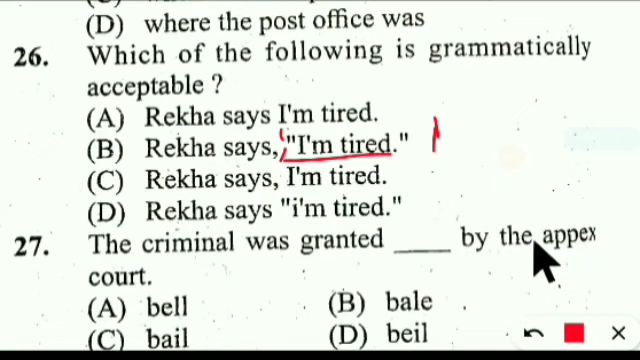 (D) where the post office was
26. Which of the following is grammatically
acceptable ?
(A) Rekha says I'm tired.
(B) Rekha says, "I'm tired."
(C) Rekha says, I'm tired.
(D) Rekha says "i'm tired."
27. The criminal was granted _____ by the appex
court.
(A) bell (B) bale
(C) bail (D) beil